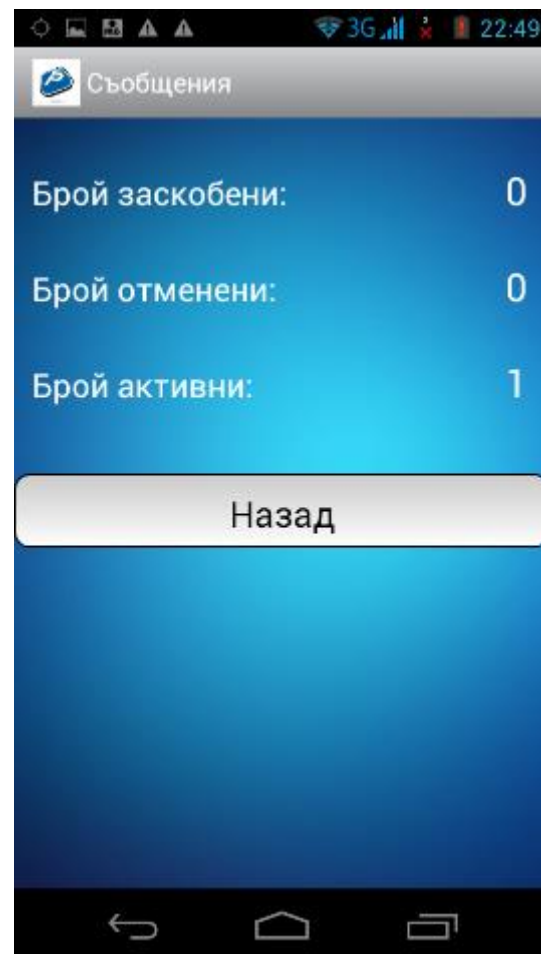 3G 22:49
Съобщения
Брой заскобени: 0
Брой отменени: 0
Брой активни: 1
Назад